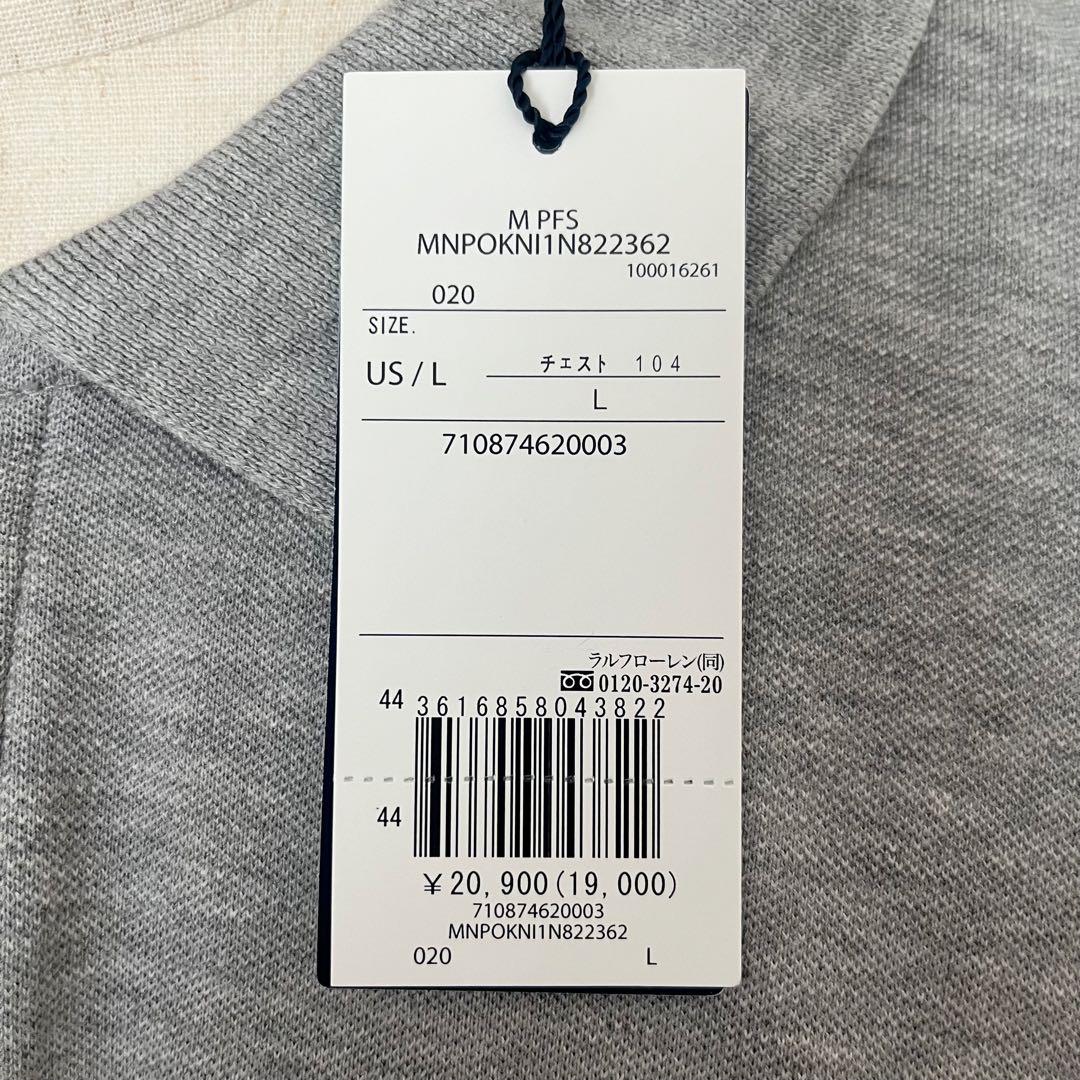 M PFS
MNPOKNI1N822362
100016261
020
SIZE.
US / L
チェスト 104
L
710874620003
ラルフローレン(同)
0120-3274-20
44 3616858043822
44
¥20,900(19,000)
710874620003
MNPOKNI1N822362
020 L